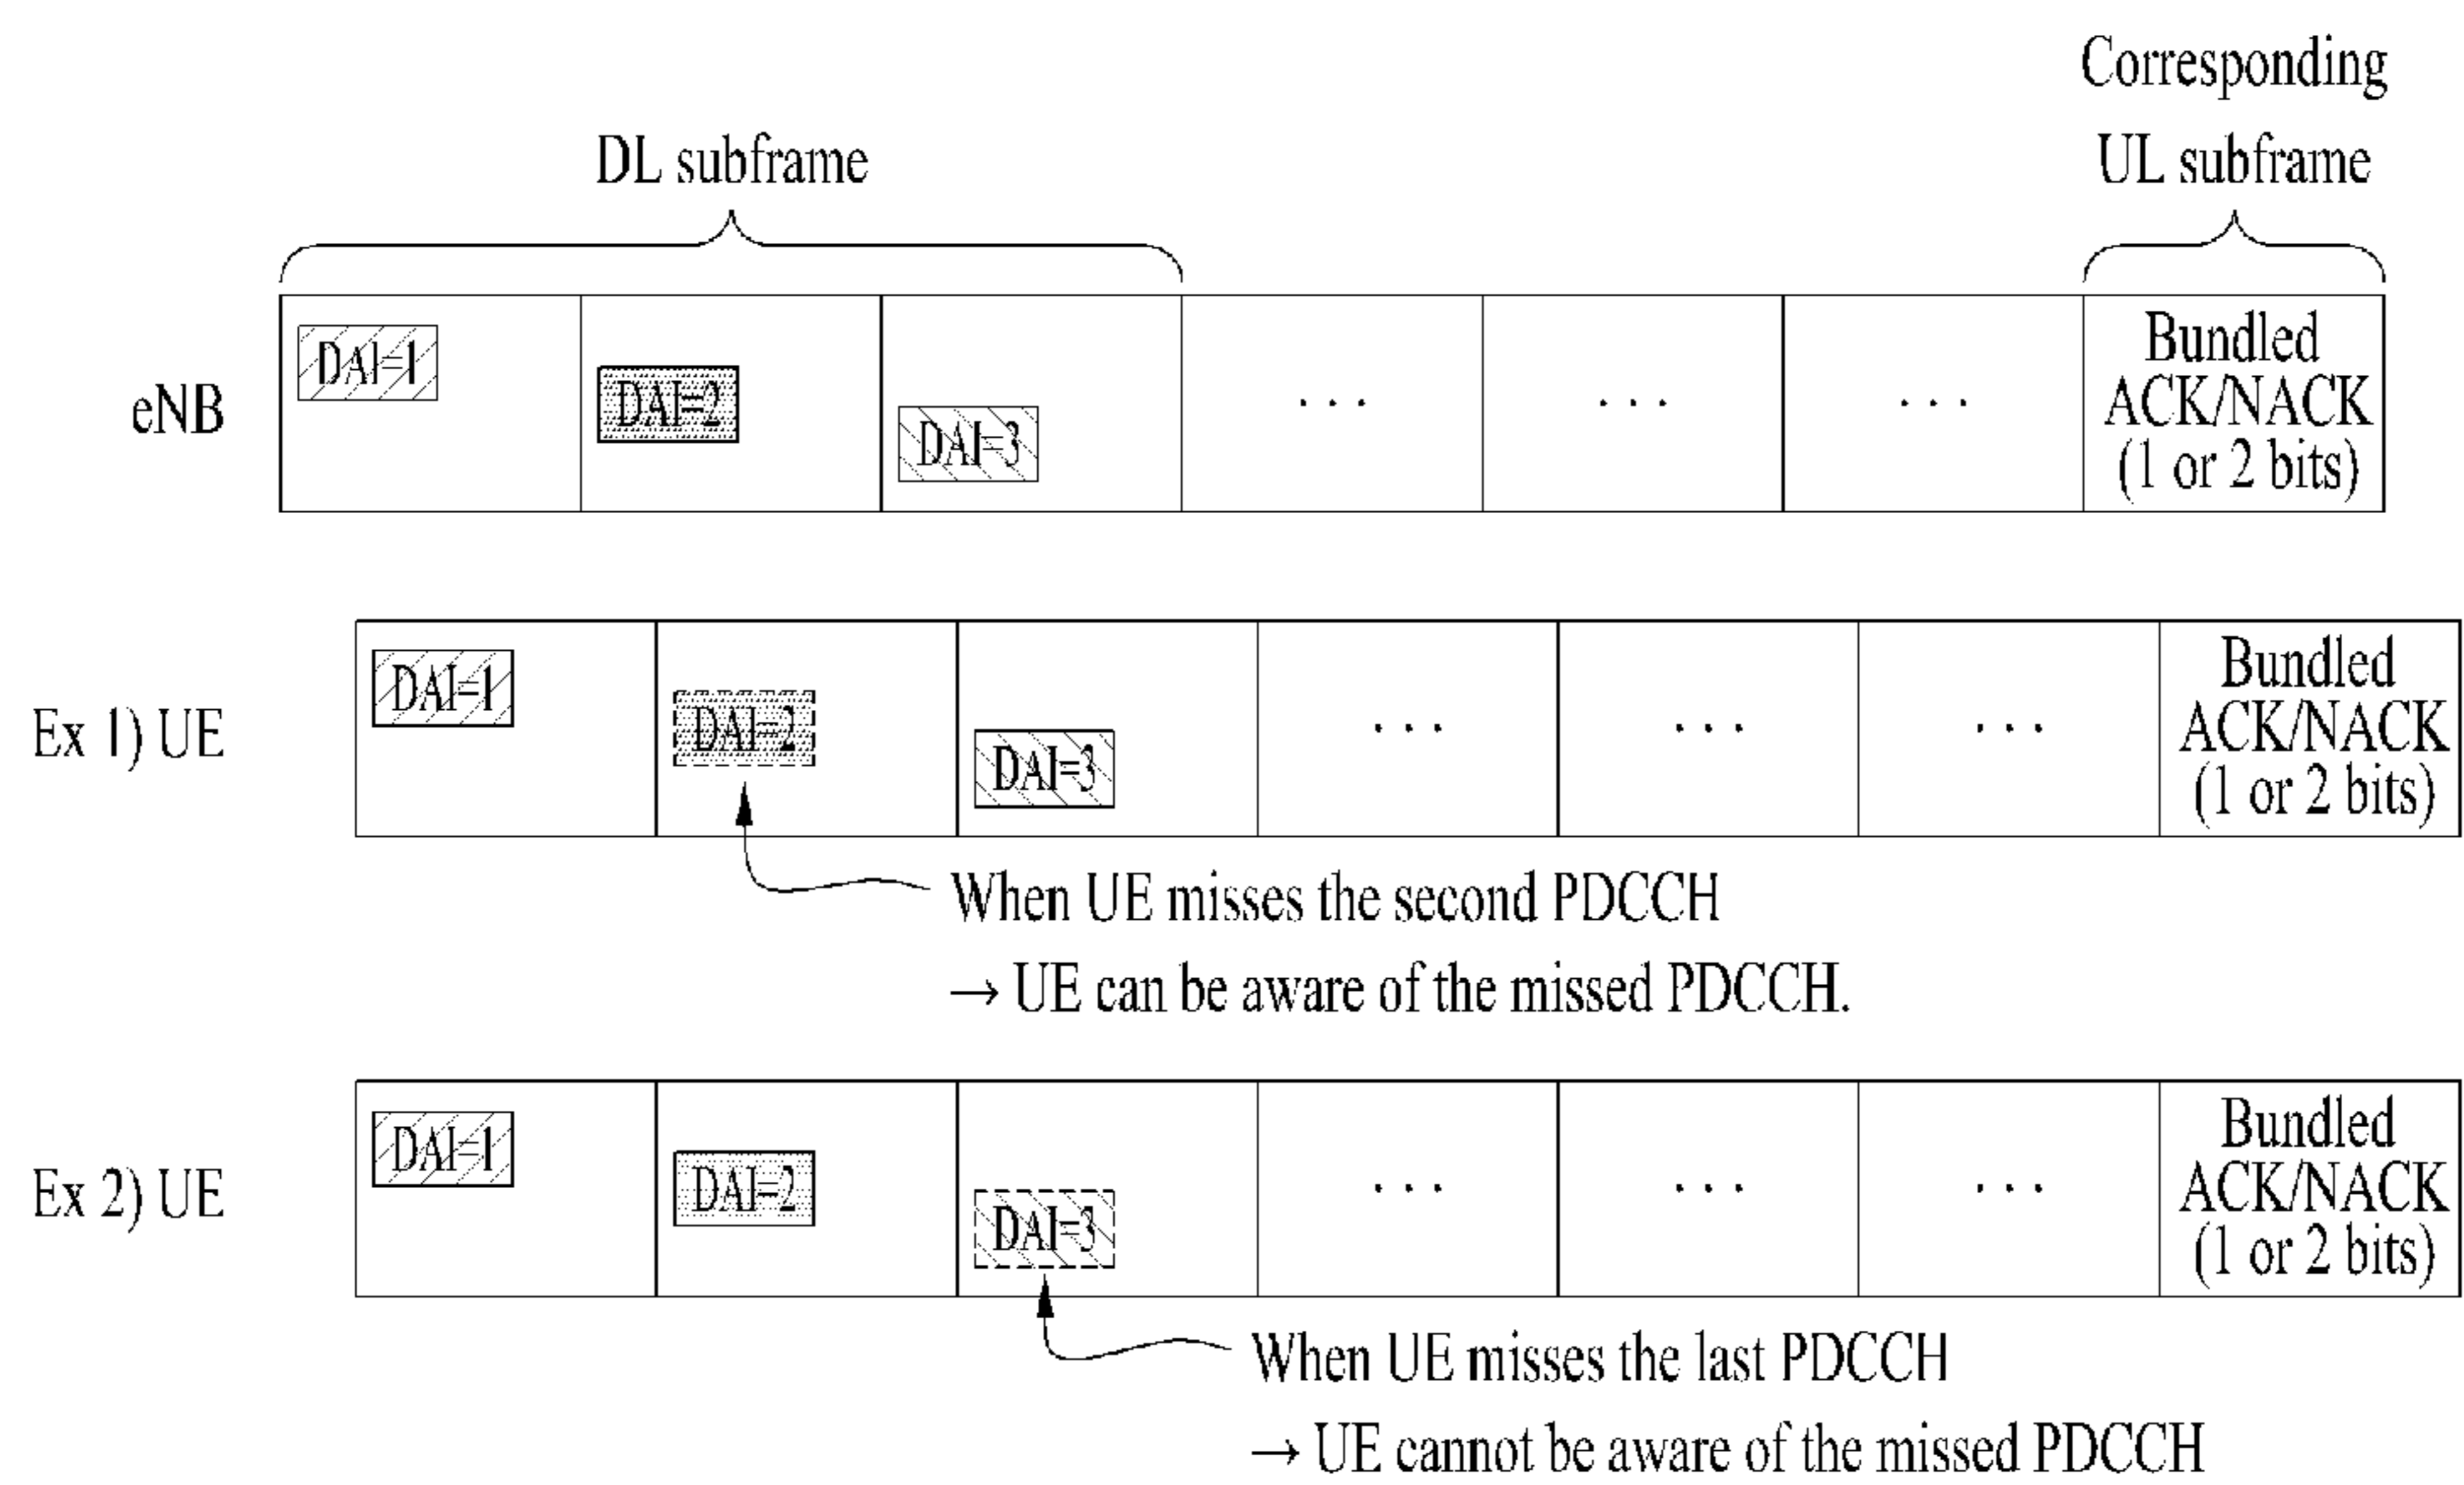 Corresponding
DL subframe
UL subframe
eNB
DAI=1
DAI=2
DAI=3
...
...
...
Bundled
ACK/NACK
(1 or 2 bits)
Ex 1) UE
DAI=1
DAI=2
DAI=3
...
...
...
Bundled
ACK/NACK
(1 or 2 bits)
When UE misses the second PDCCH
→ UE can be aware of the missed PDCCH.
Ex 2) UE
DAI=1
DAI=2
DAI=3
...
...
...
Bundled
ACK/NACK
(1 or 2 bits)
When UE misses the last PDCCH
→ UE cannot be aware of the missed PDCCH